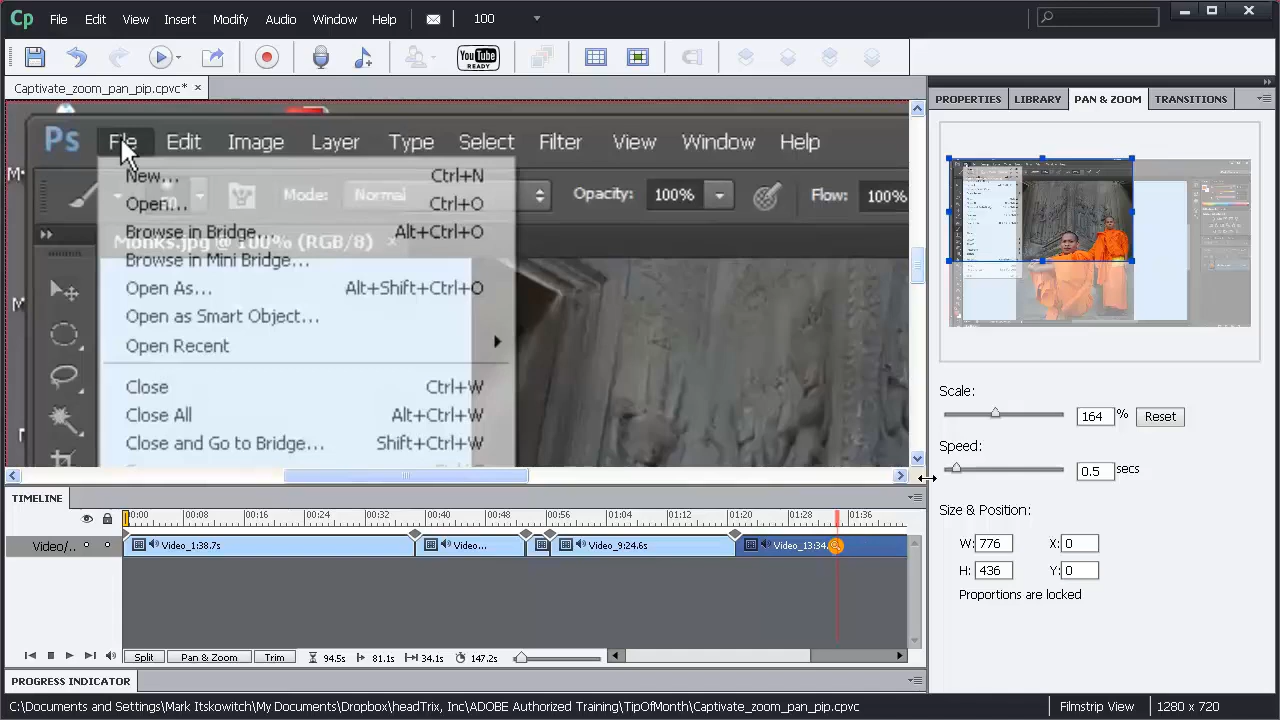 Cp File Edit View Insert Modify Audio Window Help 100
YouTube READY
Captivate_zoom_pan_pip.cpvc* ×
PROPERTIES LIBRARY PAN & ZOOM TRANSITIONS
Ps File Edit Image Layer Type Select Filter View Window Help
New... Ctrl+N
Mode: Normal Opacity: 100% Flow: 100%
Open... Ctrl+O
Browse in Bridge... Alt+Ctrl+O
Monks.jpg @ 100% (RGB/8) ×
Browse in Mini Bridge...
Open As... Alt+Shift+Ctrl+O
Open as Smart Object...
Open Recent
Close Ctrl+W
Close All Alt+Ctrl+W
Close and Go to Bridge... Shift+Ctrl+W
Scale:
164 % Reset
Speed:
0.5 secs
Size & Position:
W: 776 X: 0
H: 436 Y: 0
Proportions are locked
TIMELINE
00:00 00:08 00:16 00:24 00:32 00:40 00:48 00:56 01:04 01:12 01:20 01:28 01:36
Video/.. Video_1:38.7s Video... Video_9:24.6s Video_13:34.
Split Pan & Zoom Trim 94.5s 81.1s 34.1s 147.2s
PROGRESS INDICATOR
C:\Documents and Settings\Mark Itskowitch\My Documents\Dropbox\headTrix, Inc\ADOBE Authorized Training\TipOfMonth\Captivate_zoom_pan_pip.cpvc Filmstrip View 1280 x 720